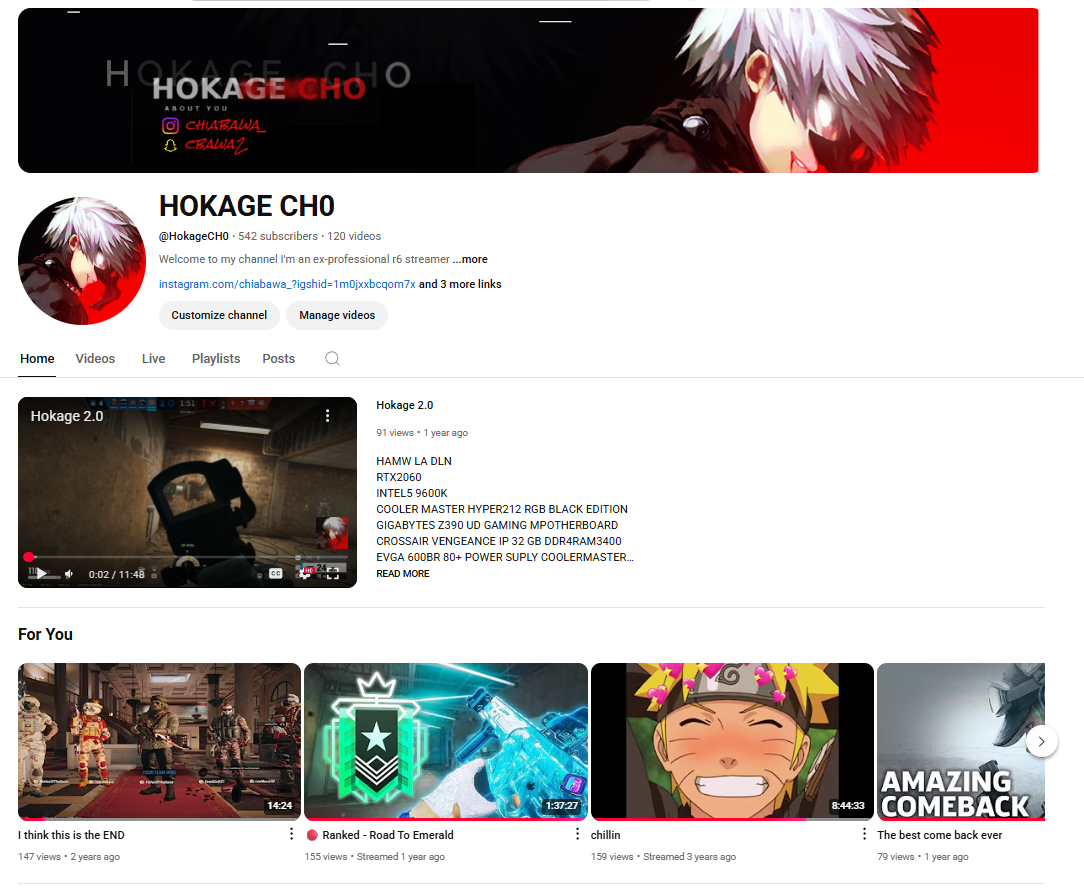 HOKAGE CHO
HOKAGE CHO
ABOUT YOU
CHIABAWA_
CBAWAZ
HOKAGE CH0
@HokageCH0 • 542 subscribers • 120 videos
Welcome to my channel I'm an ex-professional r6 streamer ...more
instagram.com/chiabawa_?igshid=1m0jxxbcqom7x and 3 more links
Customize channel Manage videos
Home Videos Live Playlists Posts
Hokage 2.0
1:51
0:02 / 11:48
CC
HD
24
Hokage 2.0
91 views • 1 year ago
HAMW LA DLN
RTX2060
INTEL5 9600K
COOLER MASTER HYPER212 RGB BLACK EDITION
GIGABYTES Z390 UD GAMING MPOTHERBOARD
CROSSAIR VENGEANCE IP 32 GB DDR4RAM3400
EVGA 600BR 80+ POWER SUPLY COOLERMASTER...
READ MORE
For You
14:24
1:37:27
8:44:33
AMAZING
COMEBACK
I think this is the END
147 views • 2 years ago
Ranked - Road To Emerald
155 views • Streamed 1 year ago
chillin
159 views • Streamed 3 years ago
The best come back ever
79 views • 1 year ago